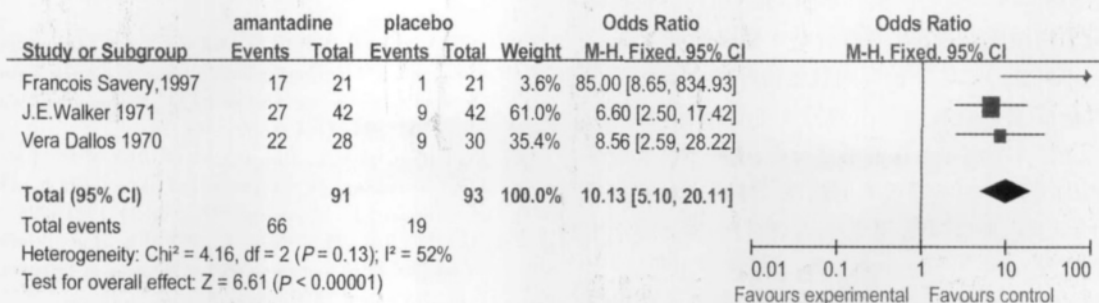 amantadine placebo Odds Ratio Odds Ratio
Study or Subgroup Events Total Events Total Weight M-H, Fixed, 95% CI M-H, Fixed, 95% CI
Francois Savery,1997 17 21 1 21 3.6% 85.00 [8.65, 834.93]
J.E.Walker 1971 27 42 9 42 61.0% 6.60 [2.50, 17.42]
Vera Dallos 1970 22 28 9 30 35.4% 8.56 [2.59, 28.22]
Total (95% CI) 91 93 100.0% 10.13 [5.10, 20.11]
Total events 66 19
Heterogeneity: Chi² = 4.16, df = 2 (P = 0.13); I² = 52%
Test for overall effect: Z = 6.61 (P < 0.00001)
0.01 0.1 1 10 100
Favours experimental Favours control